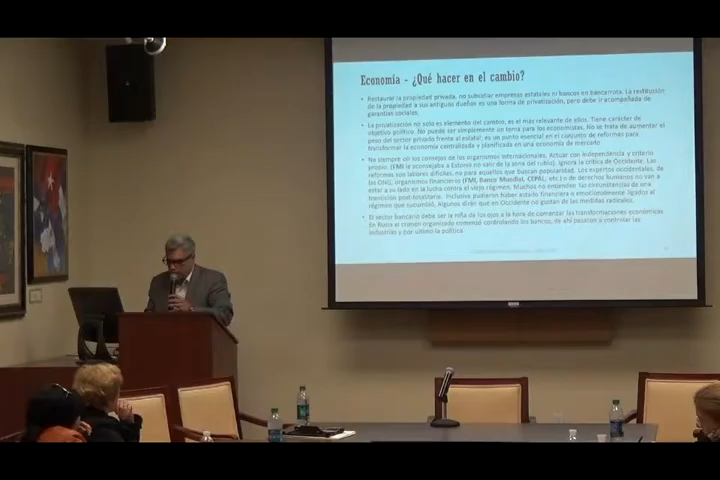 Economía - ¿Qué hacer en el cambio?
• Restaurar la propiedad privada, no subsidiar empresas estatales ni bancos en bancarrota. La restitución
de la propiedad a sus antiguos dueños es una forma de privatización, pero debe ir acompañada de
garantías sociales.
• La privatización no solo es elemento del cambio, es el más relevante de ellos. Tiene carácter de
objetivo político. No puede ser simplemente un tema para los economistas. No se trata de aumentar el
peso del sector privado frente al estatal, es un punto esencial en el conjunto de reformas para
transformar la economía centralizada y planificada en una economía de mercado
• No siempre oír los consejos de los organismos internacionales. Actuar con independencia y criterio
propio. (FMI le aconsejaba a Estonia no salir de la zona del rublo). Ignora la crítica de Occidente. Las
reformas son labores difíciles, no para aquellos que buscan popularidad. Los expertos occidentales, de
las ONG, organismos financieros (FMI, Banco Mundial, CEPAL, etc.) o de derechos humanos no van a
estar a su lado en la lucha contra el viejo régimen. Muchos no entienden las circunstancias de una
transición post-totalitaria. Inclusive pudieron haber estado financiera o emocionalmente ligados al
régimen que sucumbió. Algunos dirán que en Occidente no gustan de las medidas radicales.
• El sector bancario debe ser la niña de los ojos a la hora de comenzar las transformaciones económicas.
En Rusia el crimen organizado comenzó controlando los bancos, de ahí pasaron a controlar las
industrias y por último la política